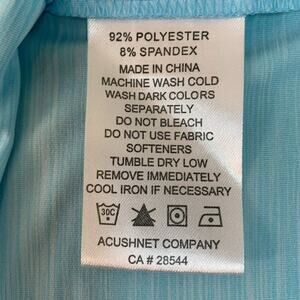 92% POLYESTER
8% SPANDEX
MADE IN CHINA
MACHINE WASH COLD
WASH DARK COLORS
SEPARATELY
DO NOT BLEACH
DO NOT USE FABRIC
SOFTENERS
TUMBLE DRY LOW
REMOVE IMMEDIATELY
COOL IRON IF NECESSARY
30C
ACUSHNET COMPANY
CA # 28544